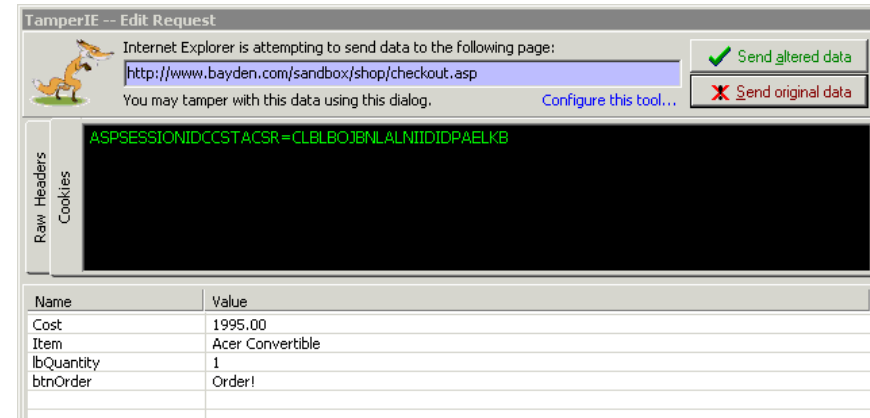 TamperIE -- Edit Request
Internet Explorer is attempting to send data to the following page:
http://www.bayden.com/sandbox/shop/checkout.asp
You may tamper with this data using this dialog.
Configure this tool...
Send altered data
Send original data
Raw Headers
Cookies
ASPSESSIONIDCCSTACSR=CLBLBOJBNLALNIIDIDPAELKB
Name Value
Cost 1995.00
Item Acer Convertible
lbQuantity 1
btnOrder Order!